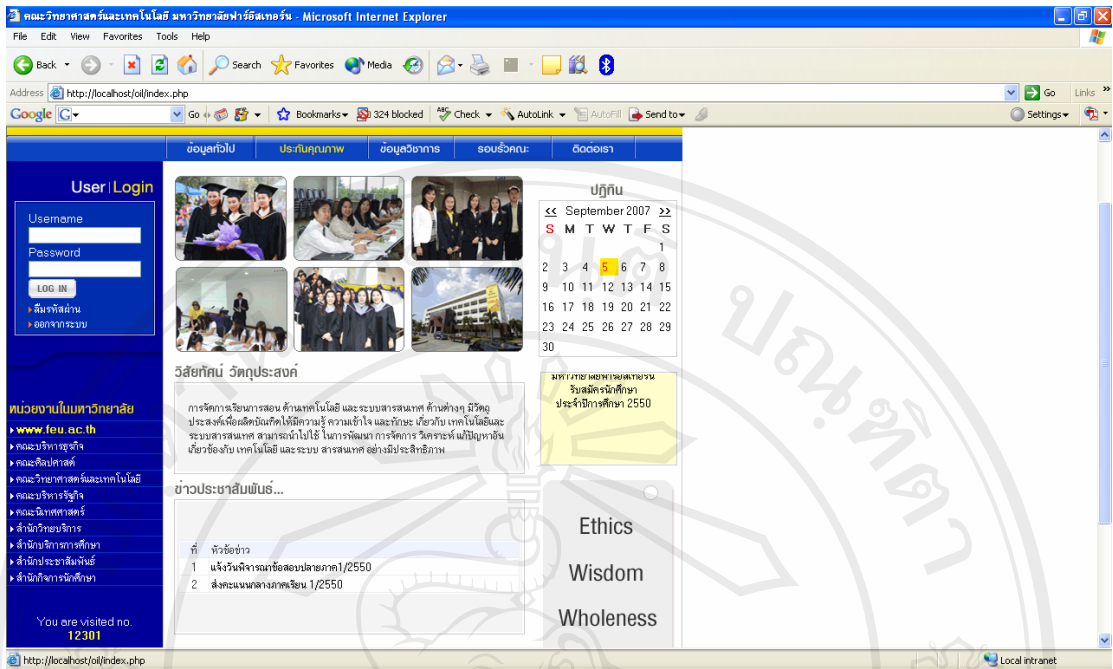 คณะวิทยาศาสตร์และเทคโนโลยี มหาวิทยาลัยฟาร์อีสเทอร์น - Microsoft Internet Explorer
File Edit View Favorites Tools Help
Back Search Favorites Media
Address http://localhost/oil/index.php Go Links »
Google G Go Bookmarks 324 blocked ABC Check AutoLink AutoFill Send to Settings
ข้อมูลทั่วไป ประกันคุณภาพ ข้อมูลวิชาการ รอบรั้วคณะ ติดต่อเรา
User|Login
Username
Password
LOG IN
ลืมรหัสผ่าน
ออกจากระบบ
หน่วยงานในมหาวิทยาลัย
www.feu.ac.th
คณะบริหารธุรกิจ
คณะศิลปศาสตร์
คณะวิทยาศาสตร์และเทคโนโลยี
คณะบริหารรัฐกิจ
คณะนิเทศศาสตร์
สำนักวิทยบริการ
สำนักบริการการศึกษา
สำนักประชาสัมพันธ์
สำนักกิจการนักศึกษา
You are visited no.
12301
วิสัยทัศน์ วัตถุประสงค์
การจัดการเรียนการสอน ด้านเทคโนโลยี และระบบสารสนเทศ ด้านต่างๆ มีวัตถุ
ประสงค์เพื่อผลิตบัณฑิตให้มีความรู้ ความเข้าใจ และทักษะ เกี่ยวกับ เทคโนโลยีและ
ระบบสารสนเทศ สามารถนำไปใช้ ในการพัฒนา การจัดการ วิเคราะห์ แก้ปัญหาอัน
เกี่ยวข้องกับ เทคโนโลยี และระบบ สารสนเทศ อย่างมีประสิทธิภาพ
ข่าวประชาสัมพันธ์...
ที่ หัวข้อข่าว
1 แจ้งวันพิจารณาข้อสอบปลายภาค1/2550
2 ส่งคะแนนกลางภาคเรียน 1/2550
ปฏิทิน
<< September 2007 >>
S M T W T F S
1
2 3 4 5 6 7 8
9 10 11 12 13 14 15
16 17 18 19 20 21 22
23 24 25 26 27 28 29
30
มหาวิทยาลัยฟาร์อีสเทอร์น
รับสมัครนักศึกษา
ประจำปีการศึกษา 2550
Ethics
Wisdom
Wholeness
http://localhost/oil/index.php Local intranet